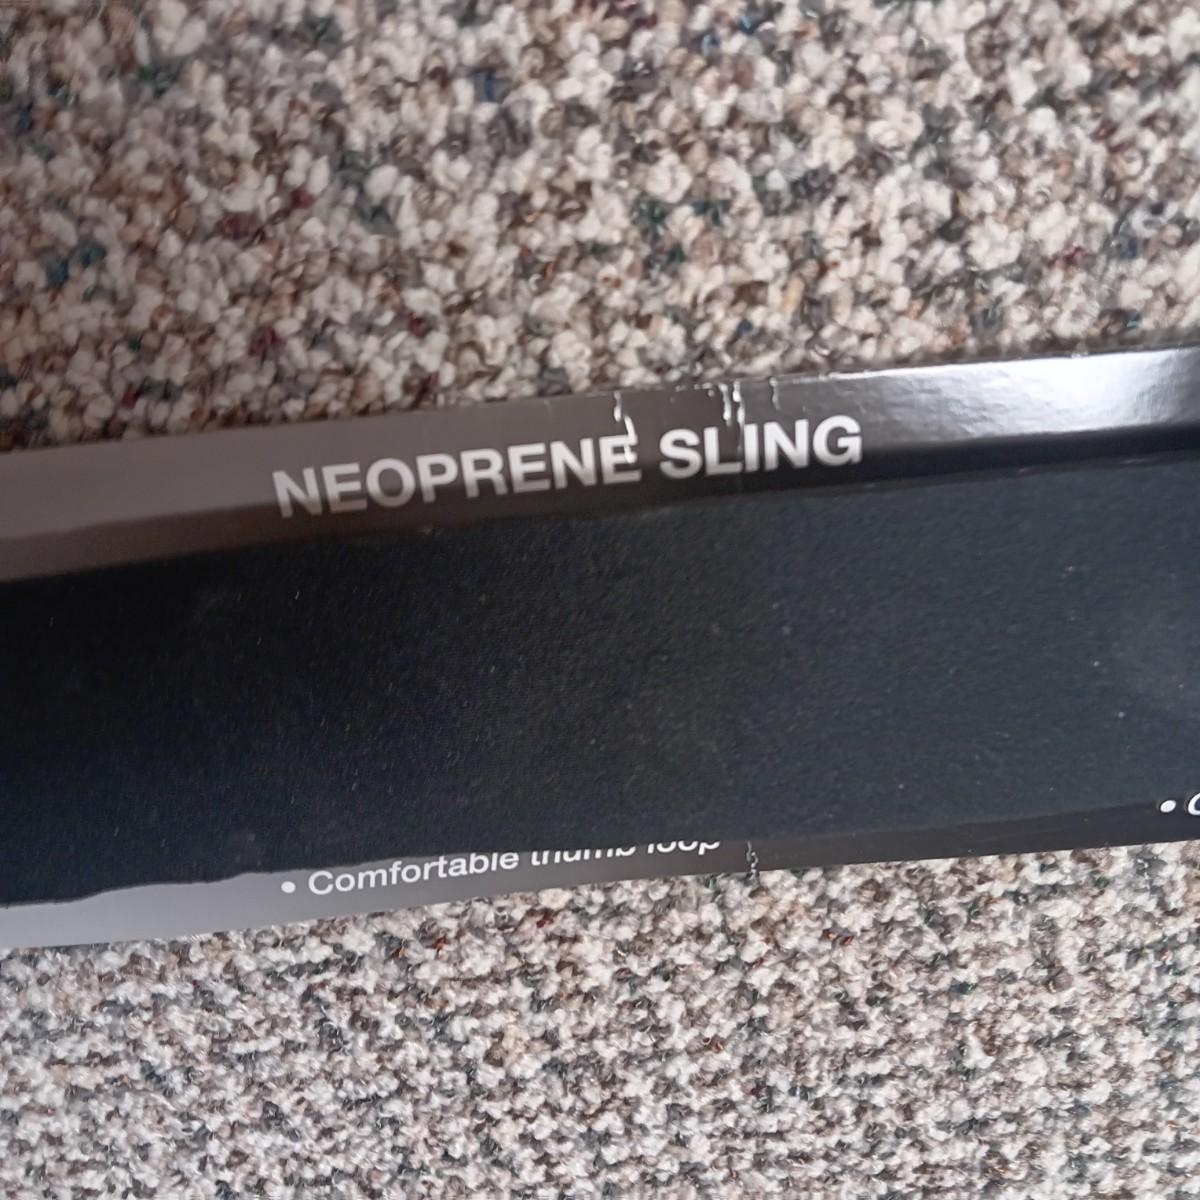 NEOPRENE SLING
• Comfortable thumb loop
•